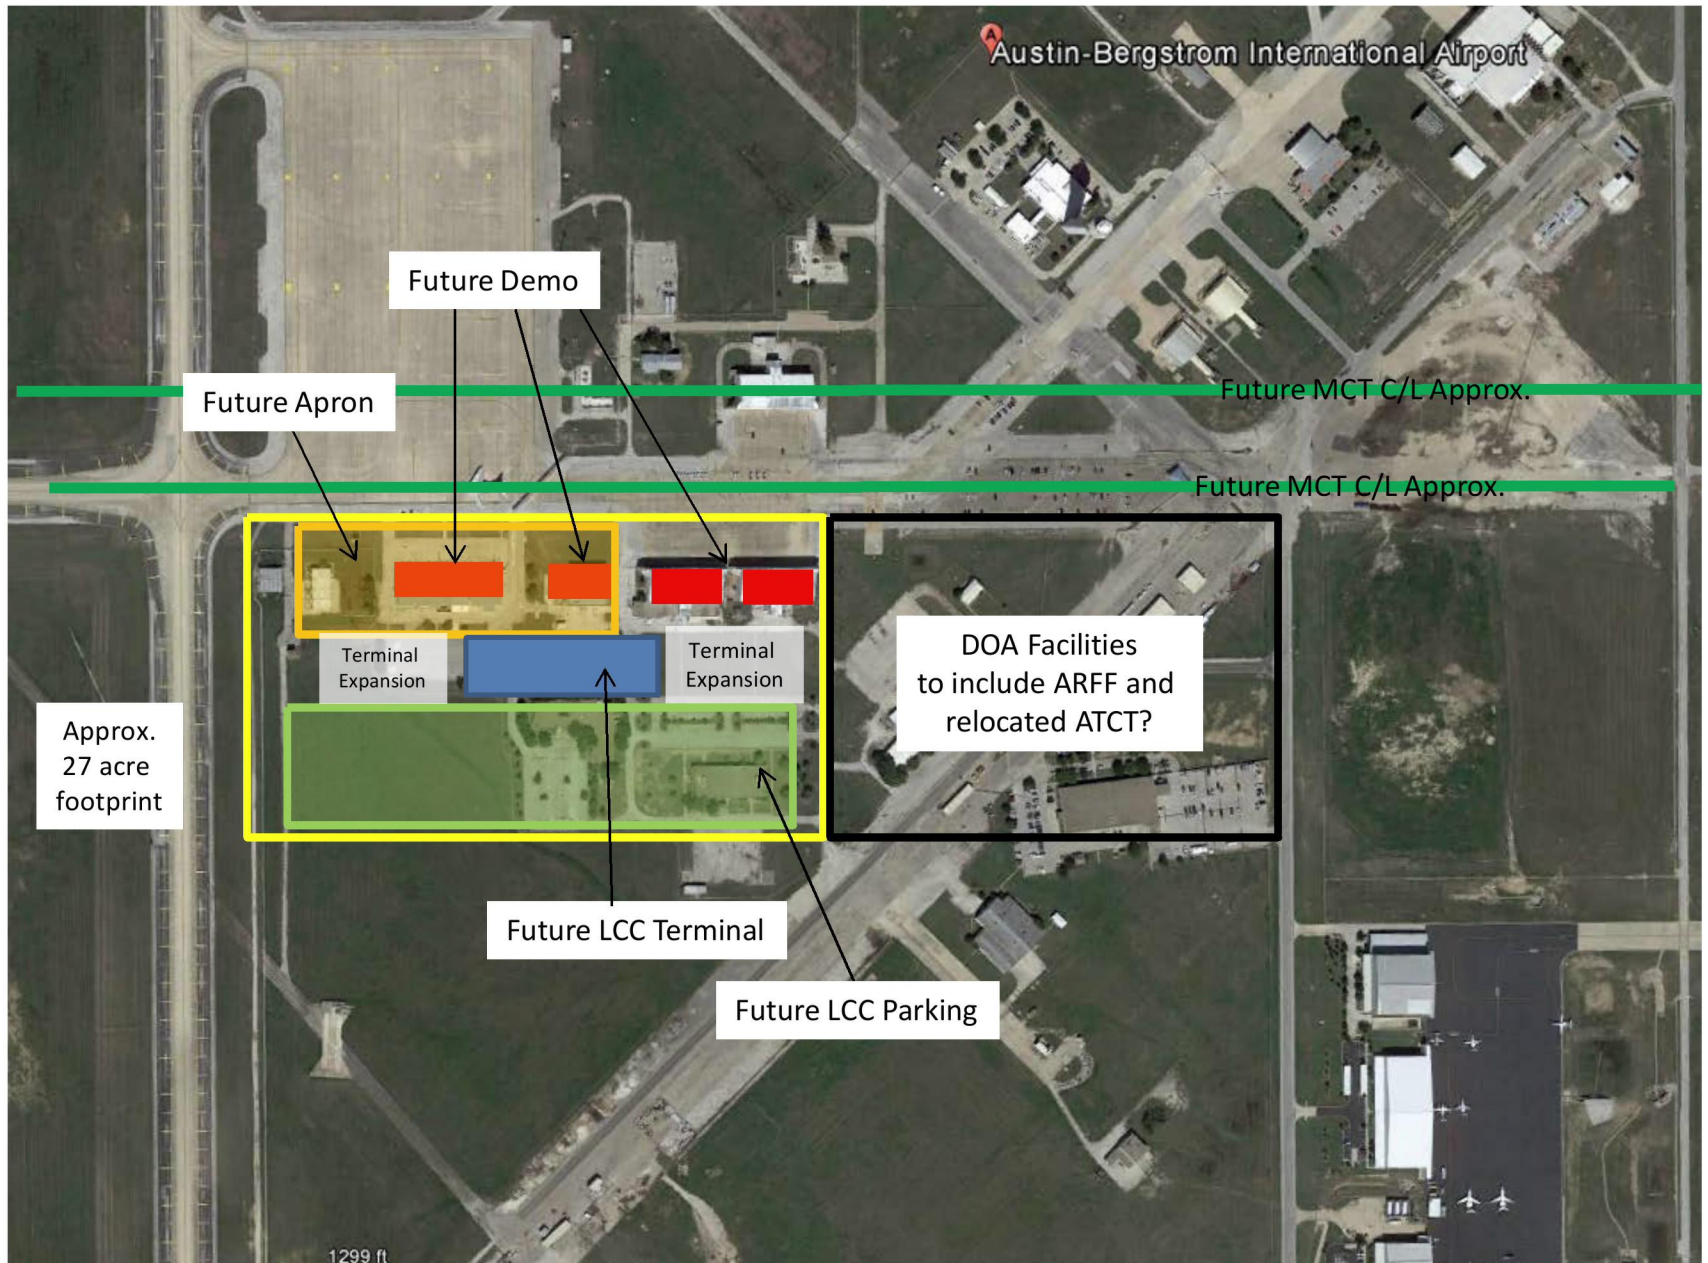 A
Austin-Bergstrom International Airport
Future Demo
Future Apron
Future MCT C/L Approx.
Future MCT C/L Approx.
Terminal
Expansion
Terminal
Expansion
DOA Facilities
to include ARFF and
relocated ATCT?
Approx.
27 acre
footprint
Future LCC Terminal
Future LCC Parking
1299 ft